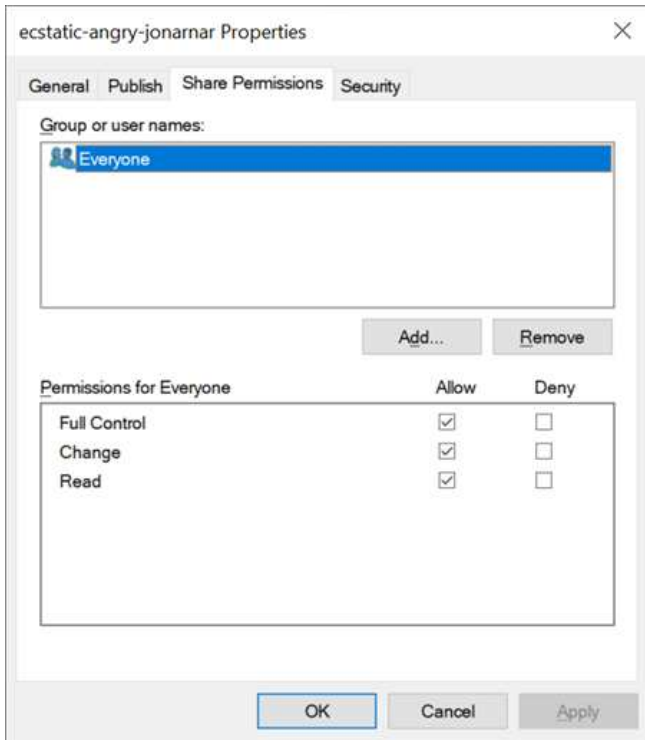 ecstatic-angry-jonarnar Properties
General Publish Share Permissions Security
Group or user names:
Everyone
Add... Remove
Permissions for Everyone Allow Deny
Full Control
Change
Read
OK Cancel Apply